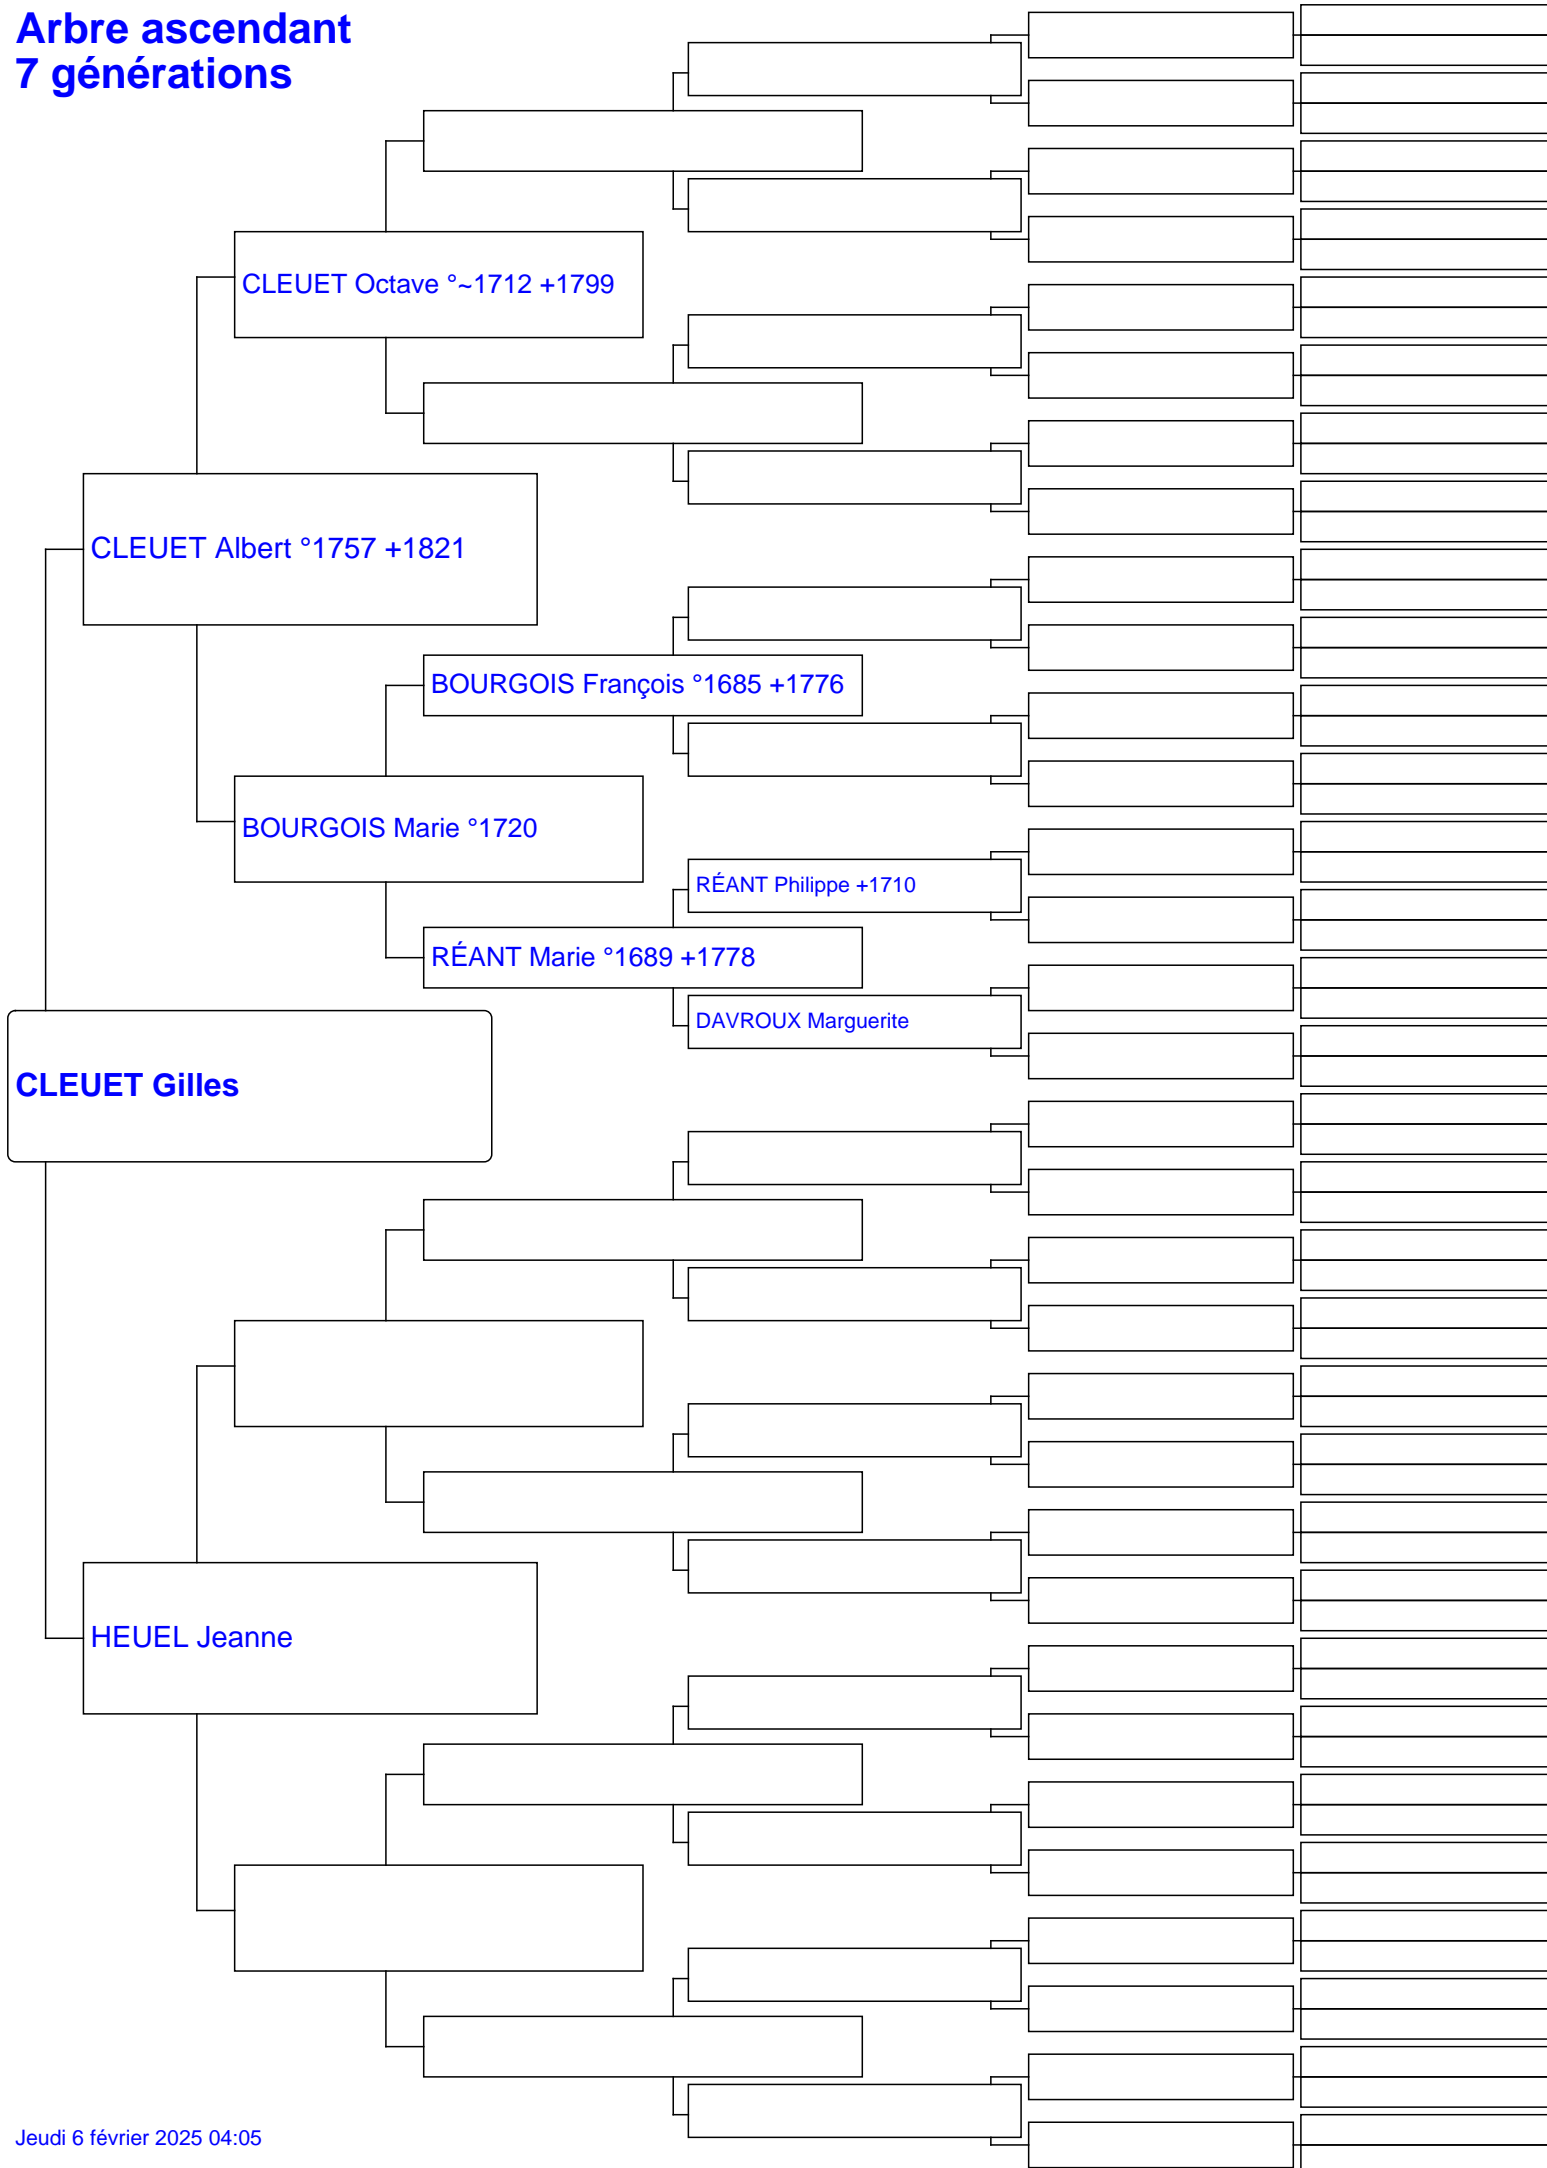 Arbre ascendant
7 générations
CLEUET Octave °~1712 +1799
CLEUET Albert °1757 +1821
BOURGOIS François °1685 +1776
BOURGOIS Marie °1720
RÉANT Philippe +1710
RÉANT Marie °1689 +1778
DAVROUX Marguerite
CLEUET Gilles
HEUEL Jeanne
Jeudi 6 février 2025 04:05